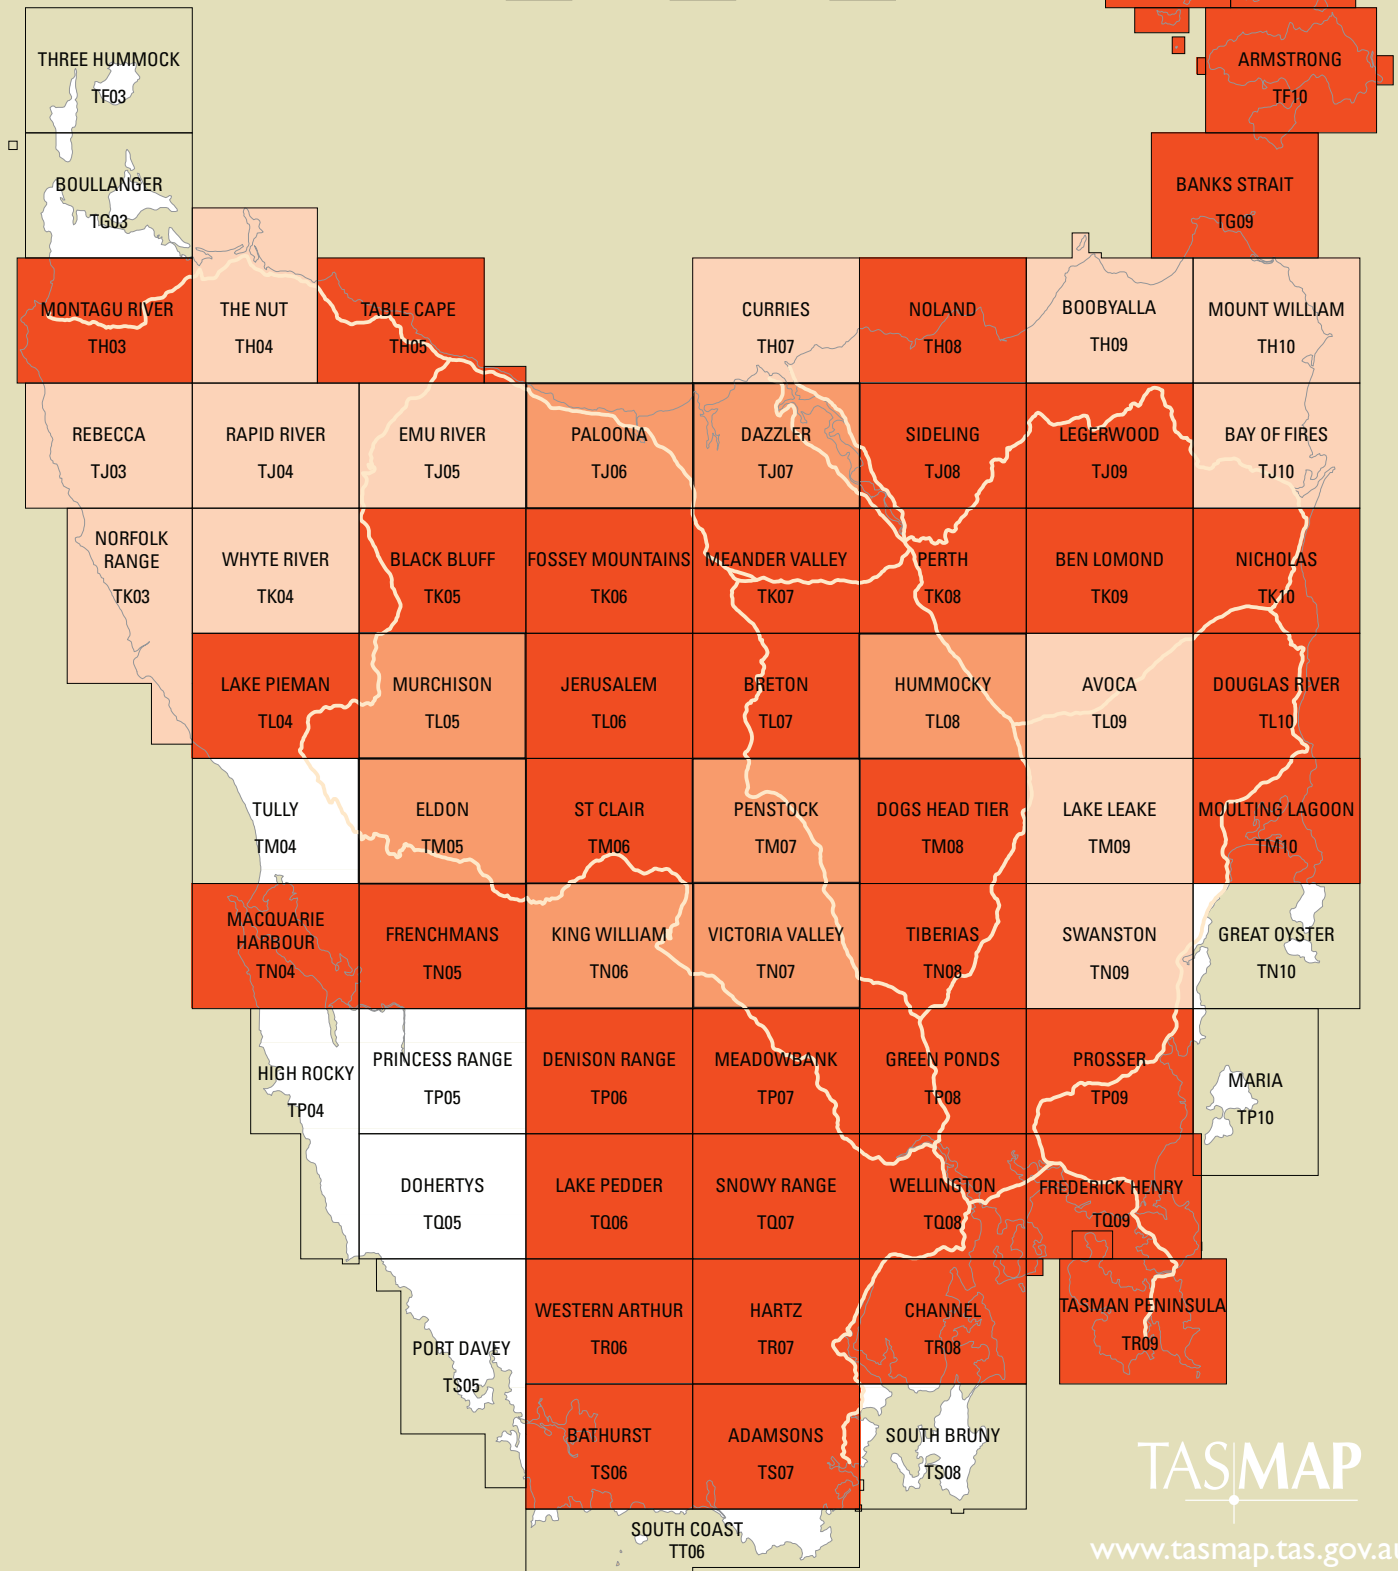 THREE HUMMOCK
TF03
ARMSTRONG
TF10
BOULLANGER
TG03
BANKS STRAIT
TG09
MONTAGU RIVER
TH03
THE NUT
TH04
TABLE CAPE
TH05
CURRIES
TH07
NOLAND
TH08
BOOBYALLA
TH09
MOUNT WILLIAM
TH10
REBECCA
TJ03
RAPID RIVER
TJ04
EMU RIVER
TJ05
PALOONA
TJ06
DAZZLER
TJ07
SIDELING
TJ08
LEGERWOOD
TJ09
BAY OF FIRES
TJ10
NORFOLK
RANGE
TK03
WHYTE RIVER
TK04
BLACK BLUFF
TK05
FOSSEY MOUNTAINS
TK06
MEANDER VALLEY
TK07
PERTH
TK08
BEN LOMOND
TK09
NICHOLAS
TK10
LAKE PIEMAN
TL04
MURCHISON
TL05
JERUSALEM
TL06
BRETON
TL07
HUMMOCKY
TL08
AVOCA
TL09
DOUGLAS RIVER
TL10
TULLY
TM04
ELDON
TM05
ST CLAIR
TM06
PENSTOCK
TM07
DOGS HEAD TIER
TM08
LAKE LEAKE
TM09
MOULTING LAGOON
TM10
MACQUARIE
HARBOUR
TN04
FRENCHMANS
TN05
KING WILLIAM
TN06
VICTORIA VALLEY
TN07
TIBERIAS
TN08
SWANSTON
TN09
GREAT OYSTER
TN10
HIGH ROCKY
TP04
PRINCESS RANGE
TP05
DENISON RANGE
TP06
MEADOWBANK
TP07
GREEN PONDS
TP08
PROSSER
TP09
MARIA
TP10
DOHERTYS
TQ05
LAKE PEDDER
TQ06
SNOWY RANGE
TQ07
WELLINGTON
TQ08
FREDERICK HENRY
TQ09
PORT DAVEY
TS05
WESTERN ARTHUR
TR06
HARTZ
TR07
CHANNEL
TR08
TASMAN PENINSULA
TR09
BATHURST
TS06
ADAMSONS
TS07
SOUTH BRUNY
TS08
SOUTH COAST
TT06
TASMAP
www.tasmap.tas.gov.au